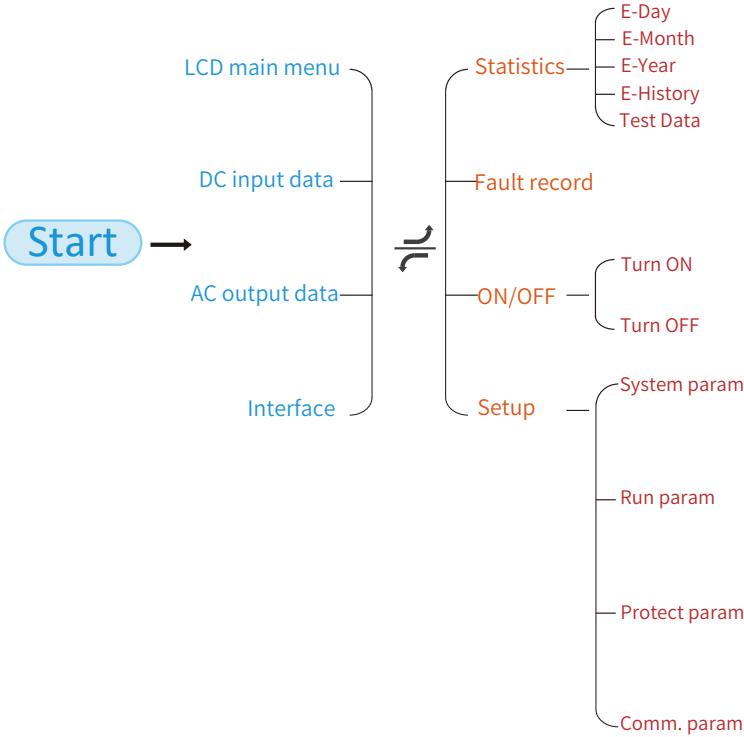 Start
LCD main menu
DC input data
AC output data
Interface
Statistics
Fault record
ON/OFF
Setup
E-Day
E-Month
E-Year
E-History
Test Data
Turn ON
Turn OFF
System param
Run param
Protect param
Comm. param